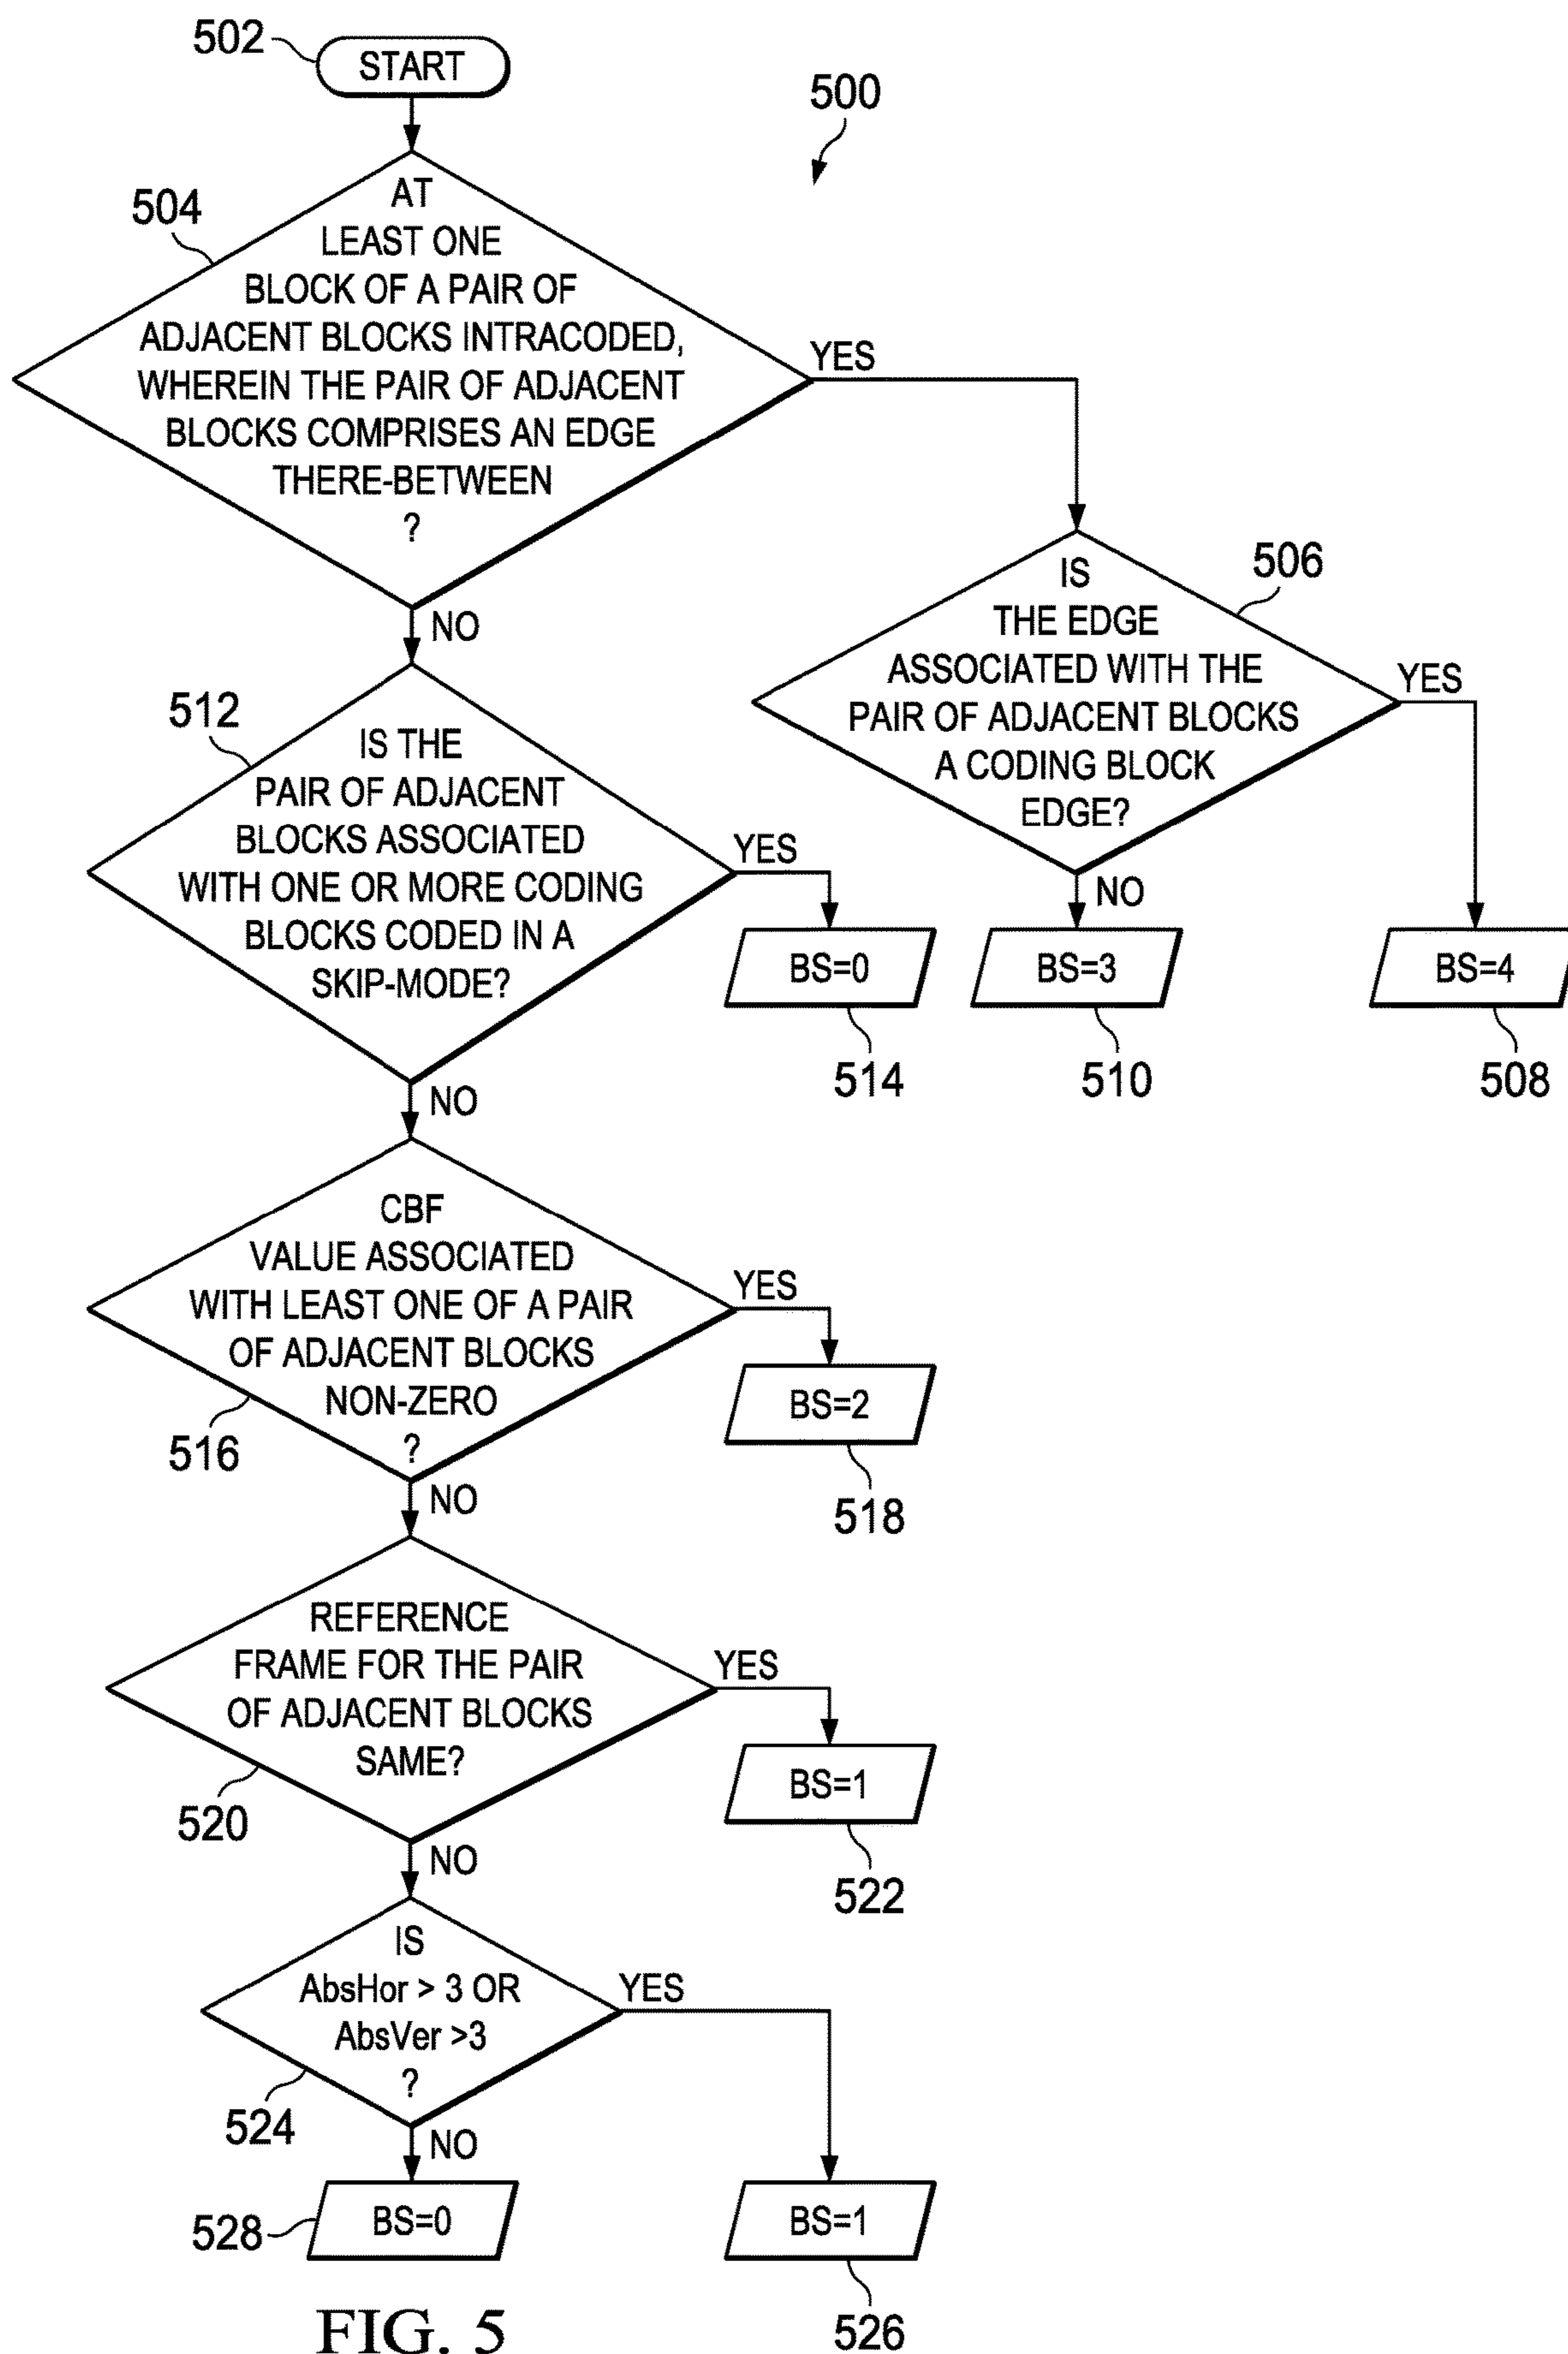 502
START
500
504
AT
LEAST ONE
BLOCK OF A PAIR OF
ADJACENT BLOCKS INTRACODED,
WHEREIN THE PAIR OF ADJACENT
BLOCKS COMPRISES AN EDGE
THERE-BETWEEN
?
YES
NO
506
IS
THE EDGE
ASSOCIATED WITH THE
PAIR OF ADJACENT BLOCKS
A CODING BLOCK
EDGE?
YES
NO
512
IS THE
PAIR OF ADJACENT
BLOCKS ASSOCIATED
WITH ONE OR MORE CODING
BLOCKS CODED IN A
SKIP-MODE?
YES
NO
BS=0
514
BS=3
510
BS=4
508
CBF
VALUE ASSOCIATED
WITH LEAST ONE OF A PAIR
OF ADJACENT BLOCKS
NON-ZERO
?
516
YES
NO
BS=2
518
REFERENCE
FRAME FOR THE PAIR
OF ADJACENT BLOCKS
SAME?
520
YES
NO
BS=1
522
IS
AbsHor > 3 OR
AbsVer >3
?
524
YES
NO
528
BS=0
BS=1
526
FIG. 5